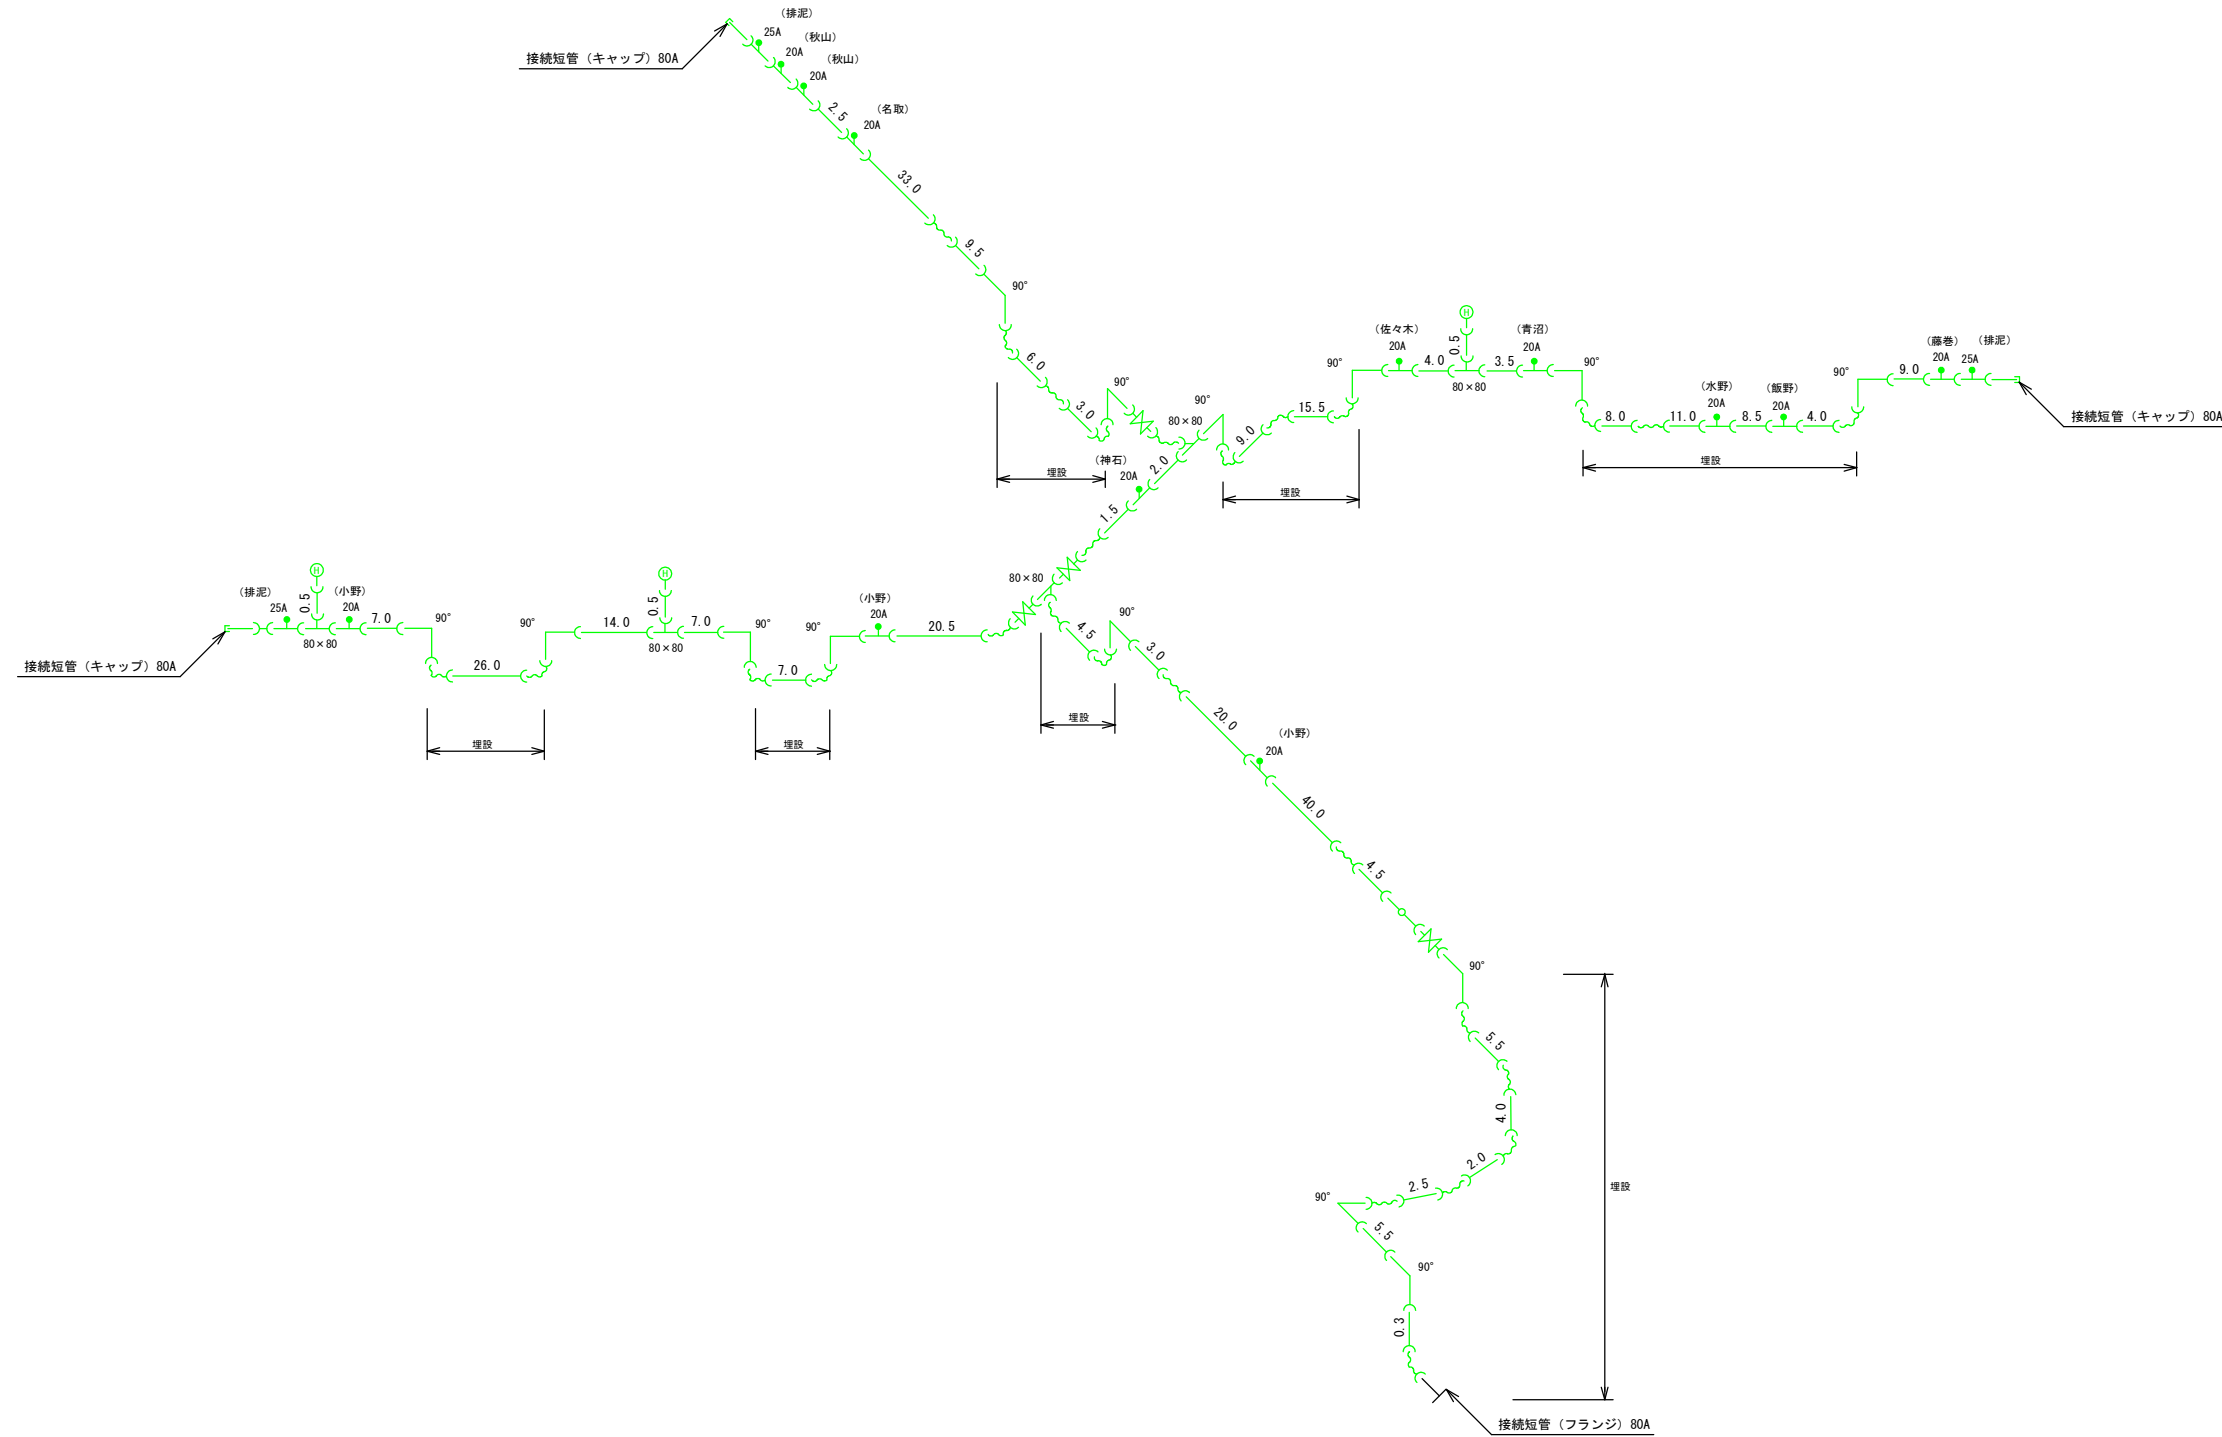 (排泥)
25A
(秋山)
20A
(秋山)
20A
接続短管(キャップ)80A
2.5
(名取)
20A
33.0
9.5
90°
6.0
3.0
90°
埋設
80×80
90°
9.0
15.5
埋設
90°
(佐々木)
20A
4.0
0.5
H
80×80
3.5
(青沼)
20A
90°
8.0
11.0
(水野)
20A
8.5
(飯野)
20A
4.0
埋設
90°
9.0
(藤巻)
20A
(排泥)
25A
接続短管(キャップ)80A
2.0
(神石)
20A
1.5
80×80
(排泥)
25A
H
0.5
80×80
(小野)
20A
7.0
90°
接続短管(キャップ)80A
26.0
埋設
90°
14.0
H
0.5
80×80
7.0
90°
7.0
埋設
90°
(小野)
20A
20.5
4.5
90°
埋設
3.0
20.0
(小野)
20A
40.0
4.5
90°
5.5
4.0
2.0
2.5
90°
5.5
90°
0.3
埋設
接続短管(フランジ)80A